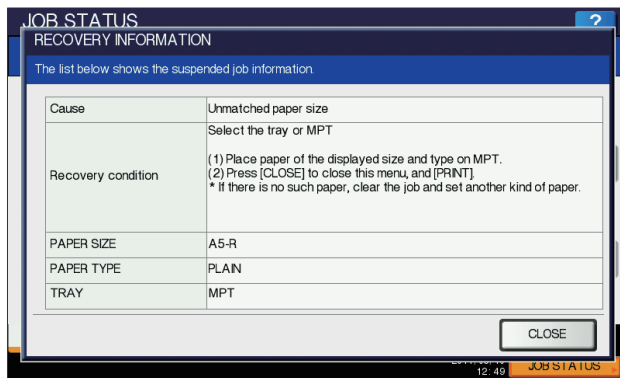 JOB STATUS
?
RECOVERY INFORMATION
The list below shows the suspended job information.
Cause
Unmatched paper size
Recovery condition
Select the tray or MPT
(1) Place paper of the displayed size and type on MPT.
(2) Press [CLOSE] to close this menu, and [PRINT].
* If there is no such paper, clear the job and set another kind of paper.
PAPER SIZE
A5-R
PAPER TYPE
PLAIN
TRAY
MPT
CLOSE
12: 49
JOB STATUS